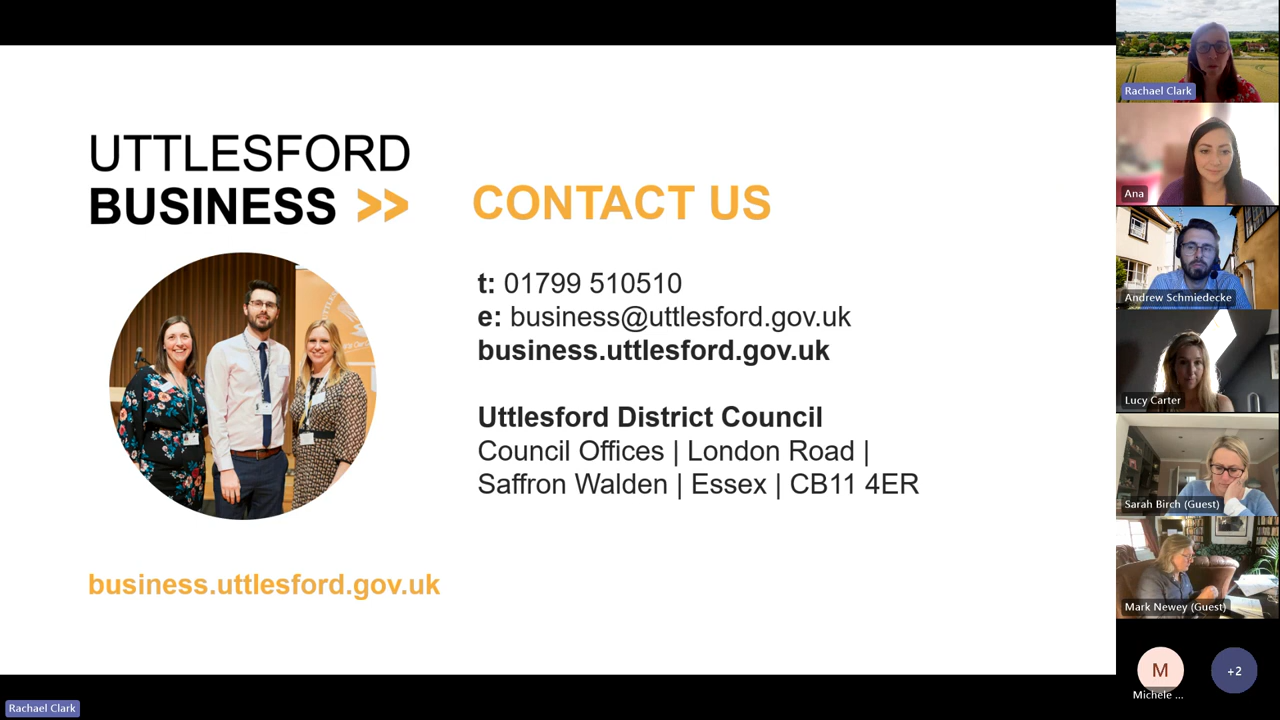 UTTLESFORD
BUSINESS >>
CONTACT US
t: 01799 510510
e: business@uttlesford.gov.uk
business.uttlesford.gov.uk
Uttlesford District Council
Council Offices | London Road |
Saffron Walden | Essex | CB11 4ER
business.uttlesford.gov.uk
Rachael Clark
Rachael Clark
Ana
Andrew Schmiedecke
Lucy Carter
Sarah Birch (Guest)
Mark Newey (Guest)
M
Michele ...
+2